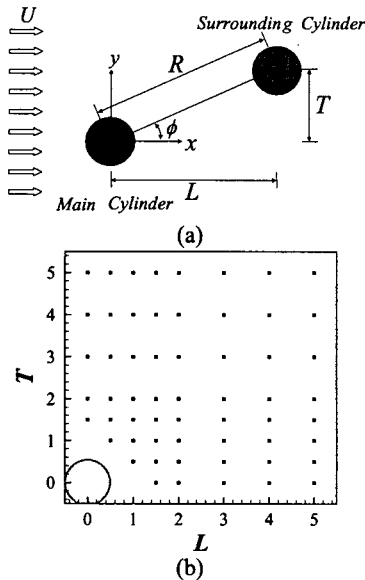 U
Surrounding Cylinder
y
R
T
ϕ
x
L
Main Cylinder
(a)
5
4
3
2
1
0
T
0 1 2 3 4 5
L
(b)